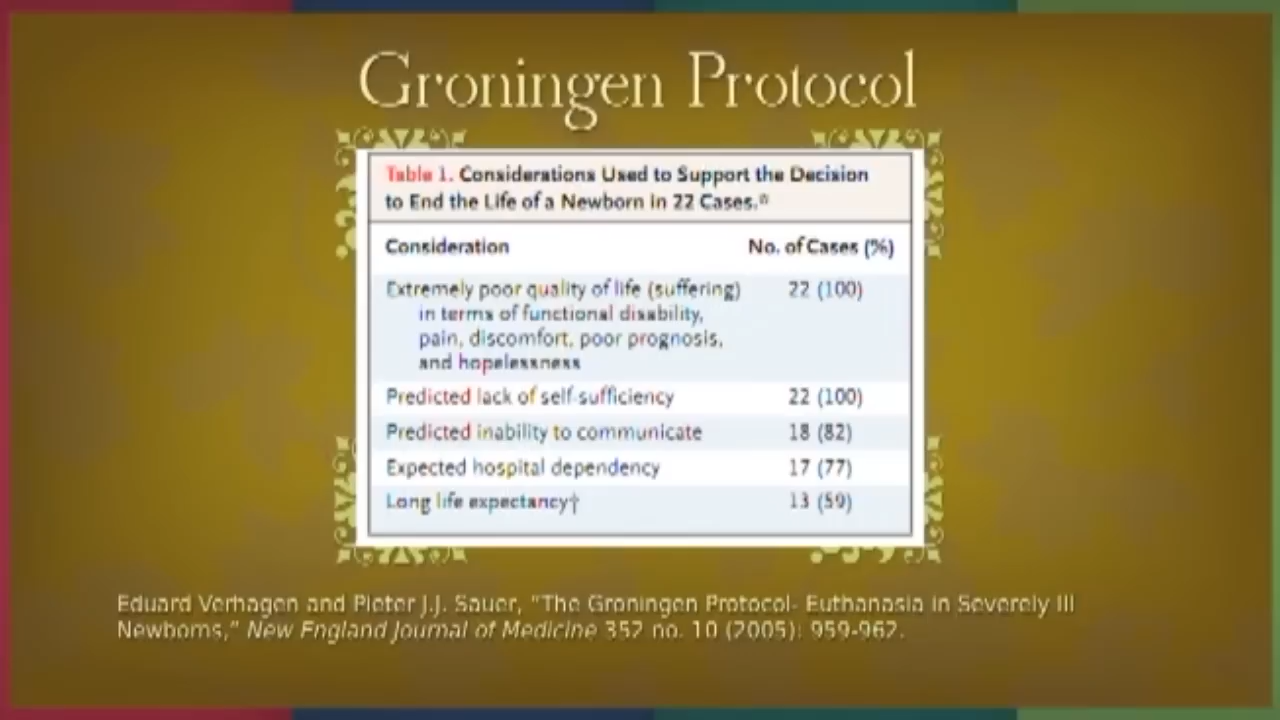 Groningen Protocol
Table 1. Considerations Used to Support the Decision
to End the Life of a Newborn in 22 Cases.*
Consideration No. of Cases (%)
Extremely poor quality of life (suffering) 22 (100)
in terms of functional disability,
pain, discomfort, poor prognosis,
and hopelessness
Predicted lack of self-sufficiency 22 (100)
Predicted inability to communicate 18 (82)
Expected hospital dependency 17 (77)
Long life expectancy† 13 (59)
Eduard Verhagen and Pieter J.J. Sauer, "The Groningen Protocol- Euthanasia in Severely Ill
Newborns," New England Journal of Medicine 352 no. 10 (2005): 959-962.